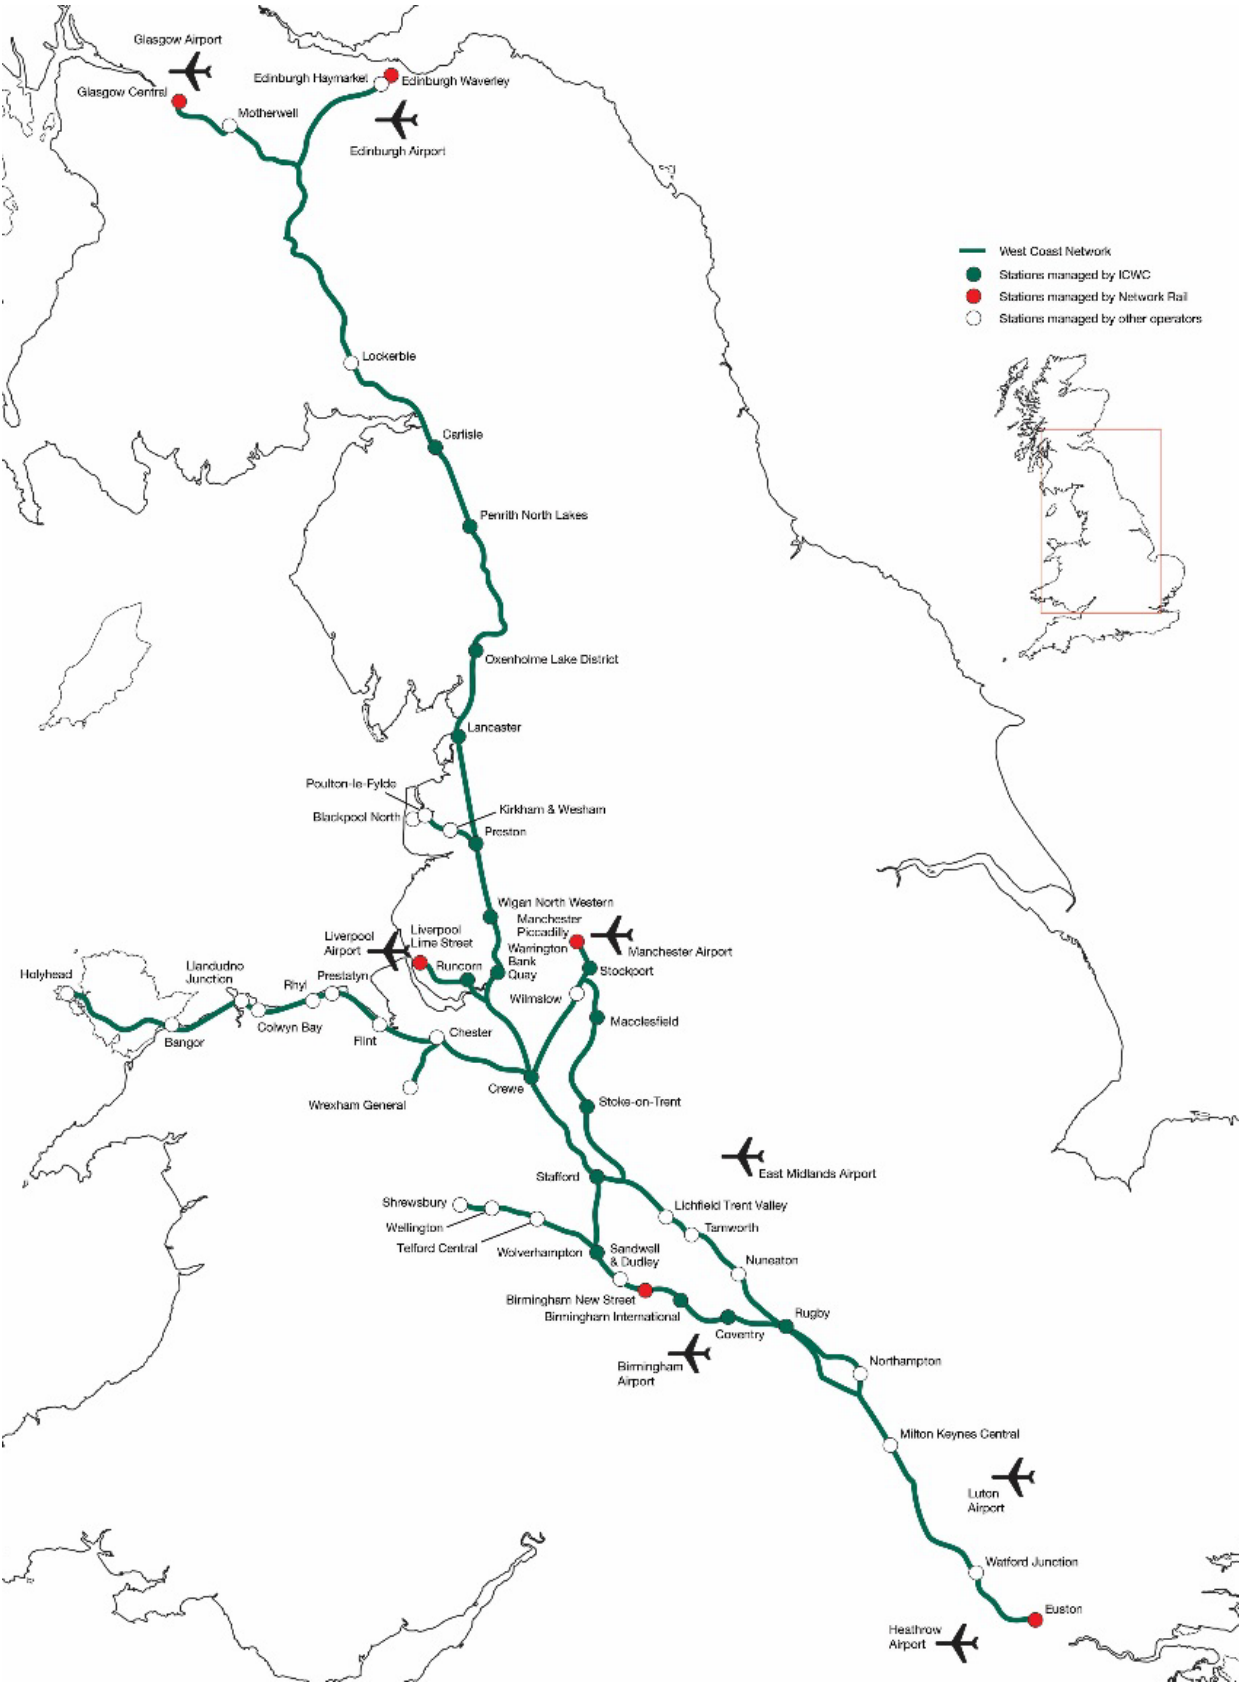 Glasgow Airport
Edinburgh Haymarket
Edinburgh Waverley
Glasgow Central
Motherwell
Edinburgh Airport
West Coast Network
Stations managed by ICWC
Stations managed by Network Rail
Stations managed by other operators
Lockerbie
Carlisle
Penrith North Lakes
Oxenholme Lake District
Lancaster
Poulton-le-Fylde
Kirkham & Wesham
Blackpool North
Preston
Wigan North Western
Manchester
Piccadilly
Liverpool
Lime Street
Liverpool
Airport
Manchester Airport
Warrington
Bank
Quay
Runcorn
Stockport
Holyhead
Llandudno
Junction
Rhyl
Prestatyn
Wilmslow
Macclesfield
Colwyn Bay
Bangor
Flint
Chester
Crewe
Wrexham General
Stoke-on-Trent
East Midlands Airport
Stafford
Shrewsbury
Lichfield Trent Valley
Wellington
Tamworth
Telford Central
Wolverhampton
Sandwell
& Dudley
Nuneaton
Birmingham New Street
Birmingham International
Rugby
Coventry
Birmingham
Airport
Northampton
Milton Keynes Central
Luton
Airport
Watford Junction
Euston
Heathrow
Airport